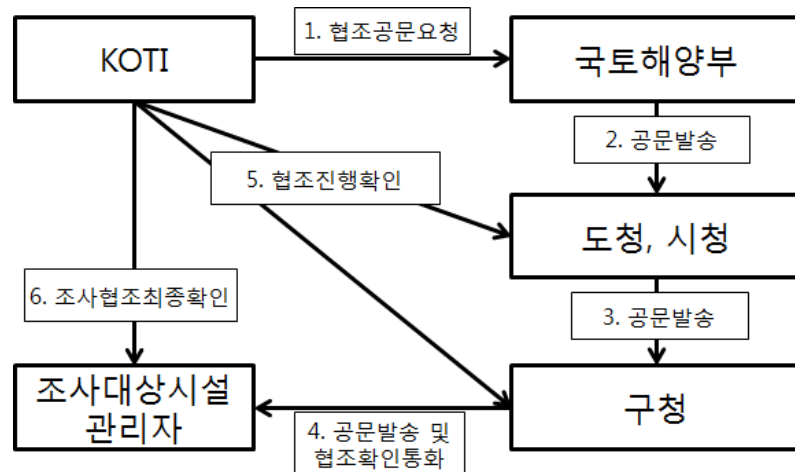 1. 협조공문요청
KOTI
국토해양부
2. 공문발송
5. 협조진행확인
도청, 시청
6. 조사협조최종확인
3. 공문발송
조사대상시설
관리자
구청
4. 공문발송 및
협조확인통화